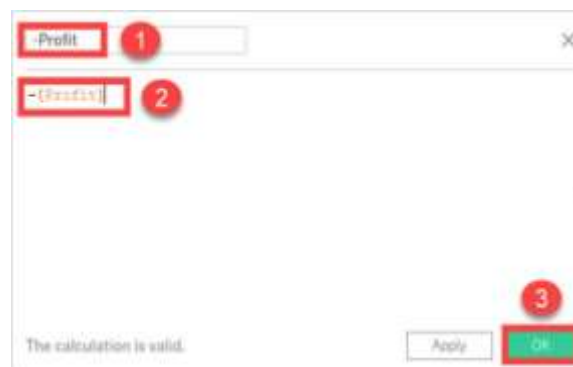 -Profit 1 ×
-[Profit] 2
3
The calculation is valid. Apply OK